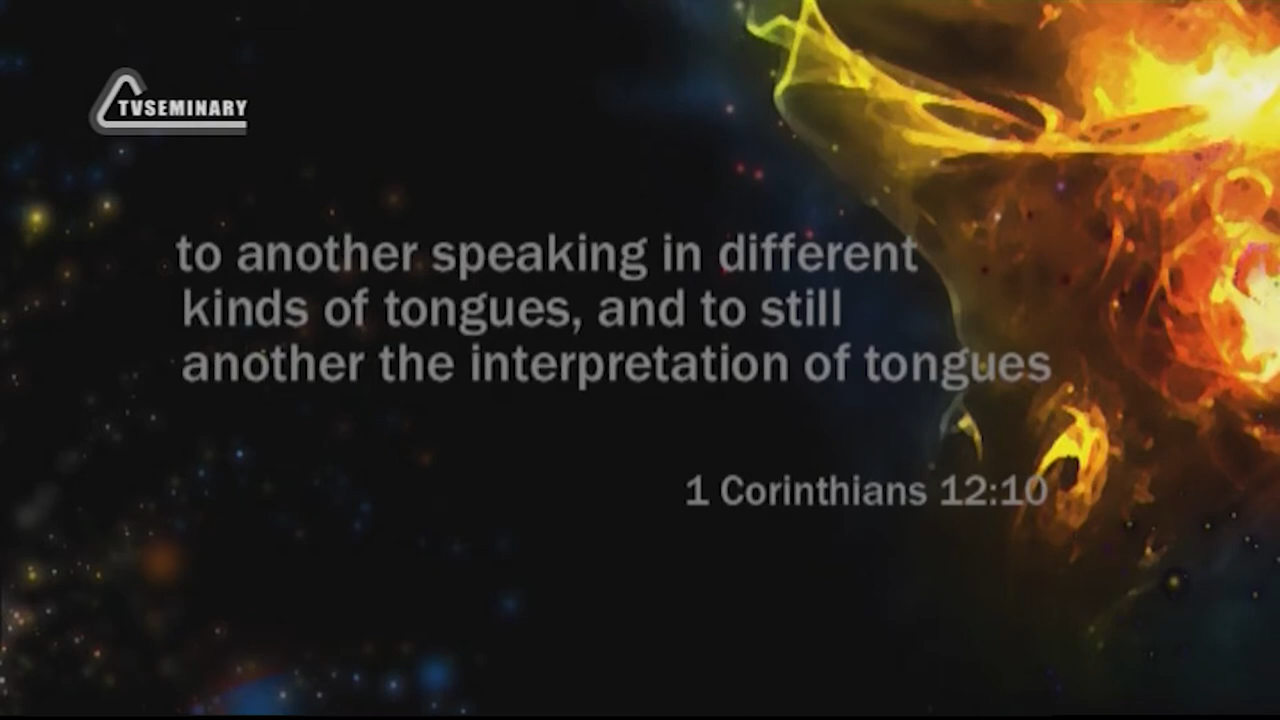 TVSEMINARY
to another speaking in different
kinds of tongues, and to still
another the interpretation of tongues
1 Corinthians 12:10